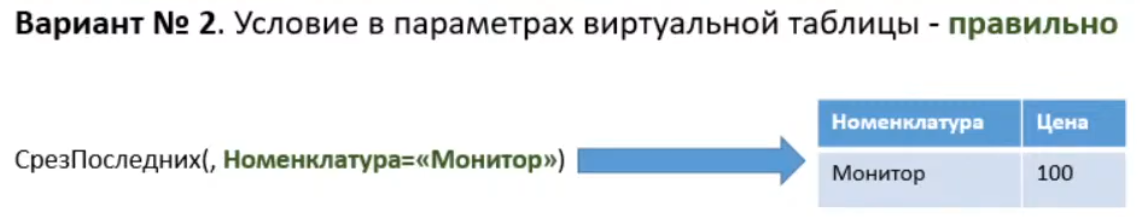 Вариант № 2. Условие в параметрах виртуальной таблицы - правильно
Номенклатура Цена
СрезПоследних(, Номенклатура=«Монитор»)
Монитор 100